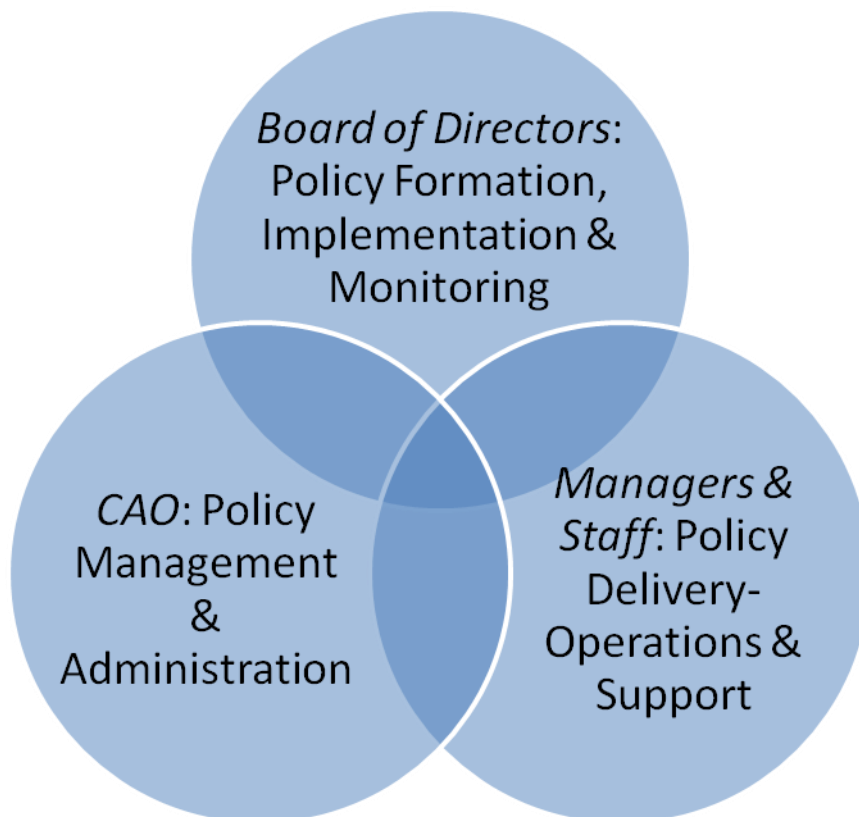 Board of Directors:
Policy Formation,
Implementation &
Monitoring
CAO: Policy
Management
&
Administration
Managers &
Staff: Policy
Delivery-
Operations &
Support